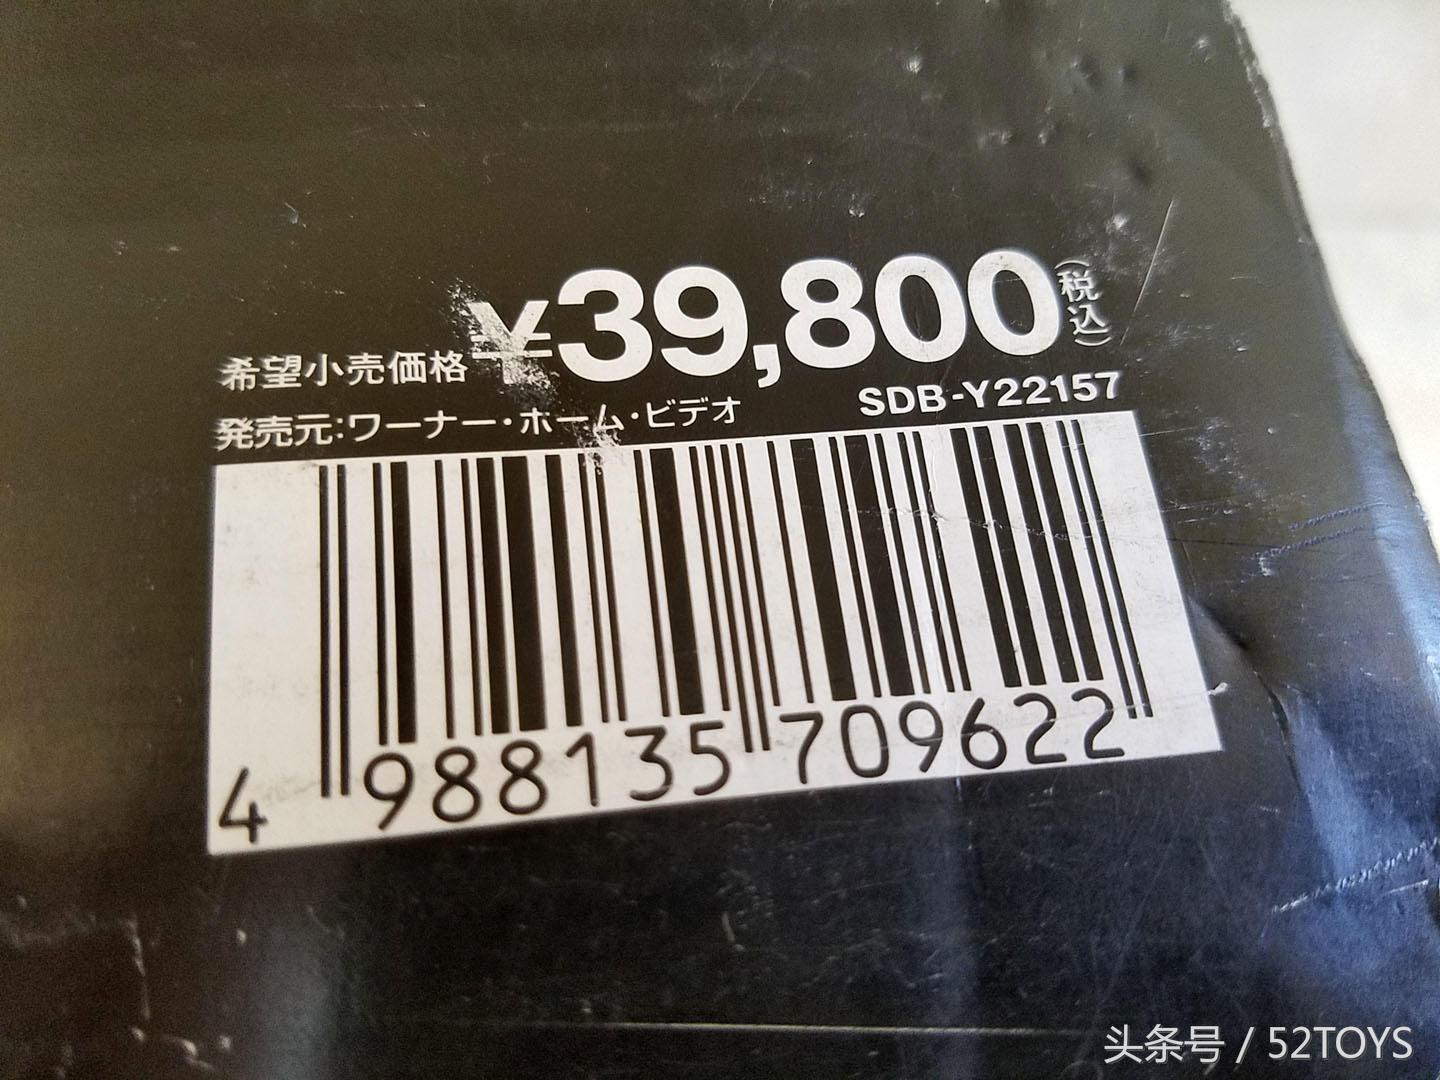 希望小売価格 ¥39,800(税込)
発売元:ワーナー・ホーム・ビデオ SDB-Y22157
4 988135 709622
头条号 / 52TOYS